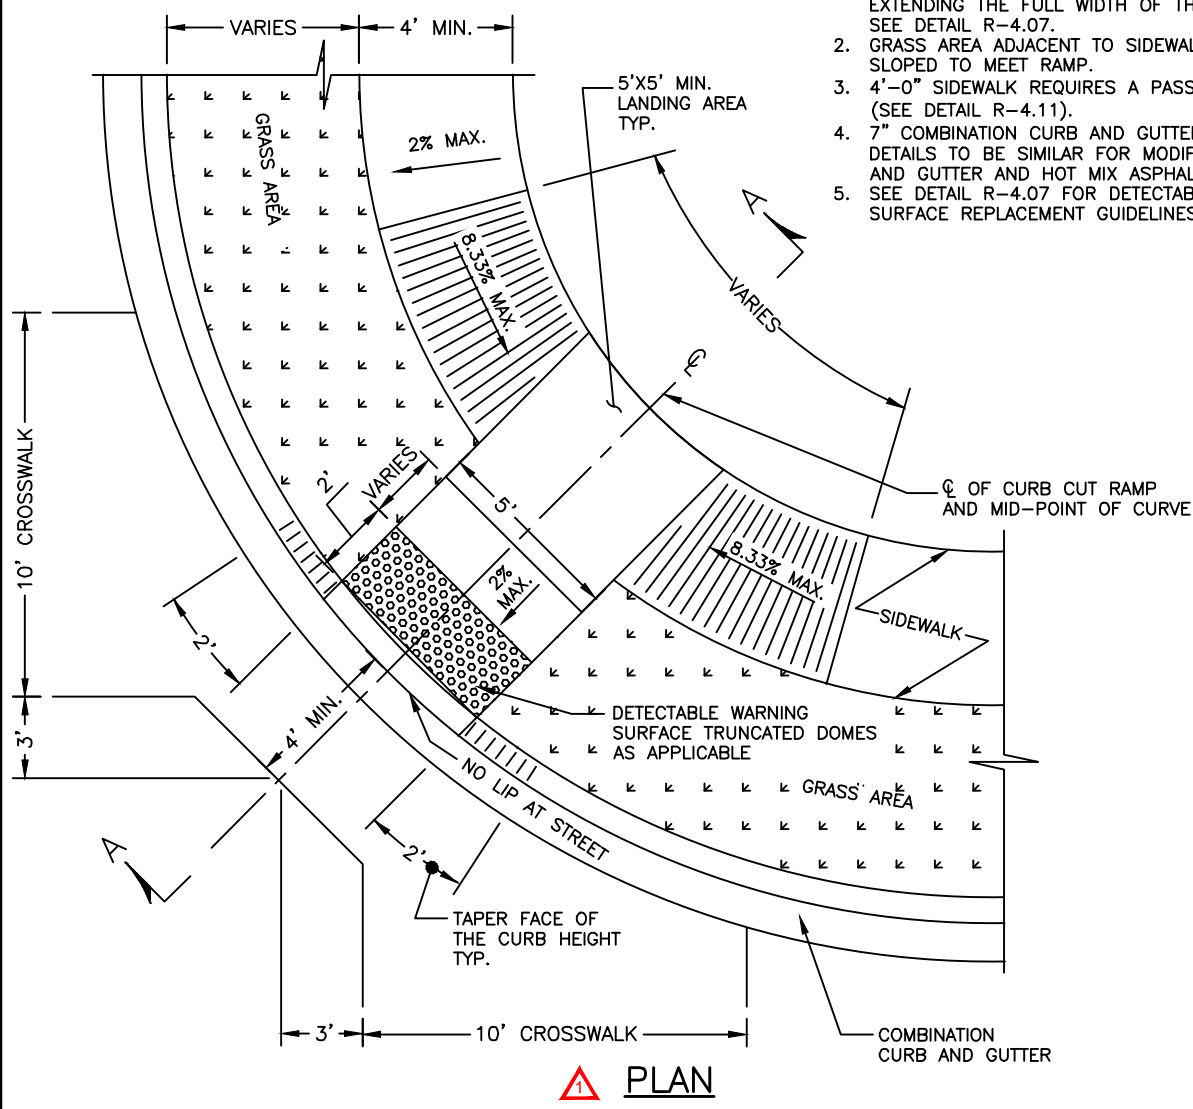 EXTENDING THE FULL WIDTH OF TH
SEE DETAIL R-4.07.
2. GRASS AREA ADJACENT TO SIDEWAL
SLOPED TO MEET RAMP.
3. 4'-0" SIDEWALK REQUIRES A PASS
(SEE DETAIL R-4.11).
4. 7" COMBINATION CURB AND GUTTER
DETAILS TO BE SIMILAR FOR MODIF
AND GUTTER AND HOT MIX ASPHAL
5. SEE DETAIL R-4.07 FOR DETECTAB
SURFACE REPLACEMENT GUIDELINES
VARIES
4' MIN.
5'X5' MIN.
LANDING AREA
TYP.
2% MAX.
GRASS AREA
8.33% MAX.
A
VARIES
℄
10' CROSSWALK
2'
VARIES
5'
℄ OF CURB CUT RAMP
AND MID-POINT OF CURVE
2%
MAX.
8.33% MAX.
SIDEWALK
2'
3'
4' MIN.
DETECTABLE WARNING
SURFACE TRUNCATED DOMES
AS APPLICABLE
NO LIP AT STREET
GRASS AREA
A
2'
TAPER FACE OF
THE CURB HEIGHT
TYP.
3'
10' CROSSWALK
COMBINATION
CURB AND GUTTER
1
PLAN